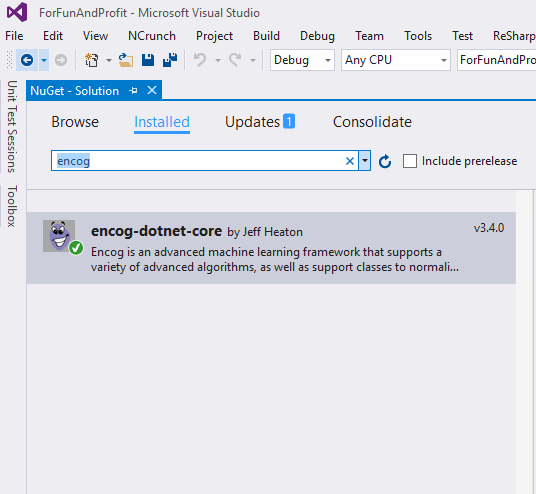 ForFunAndProfit - Microsoft Visual Studio
File Edit View NCrunch Project Build Debug Team Tools Test ReSharp
Debug Any CPU ForFunAndPro
Unit Test Sessions
Toolbox
NuGet - Solution
Browse Installed Updates 1 Consolidate
encog Include prerelease
encog-dotnet-core by Jeff Heaton v3.4.0
Encog is an advanced machine learning framework that supports a
variety of advanced algorithms, as well as support classes to normali...